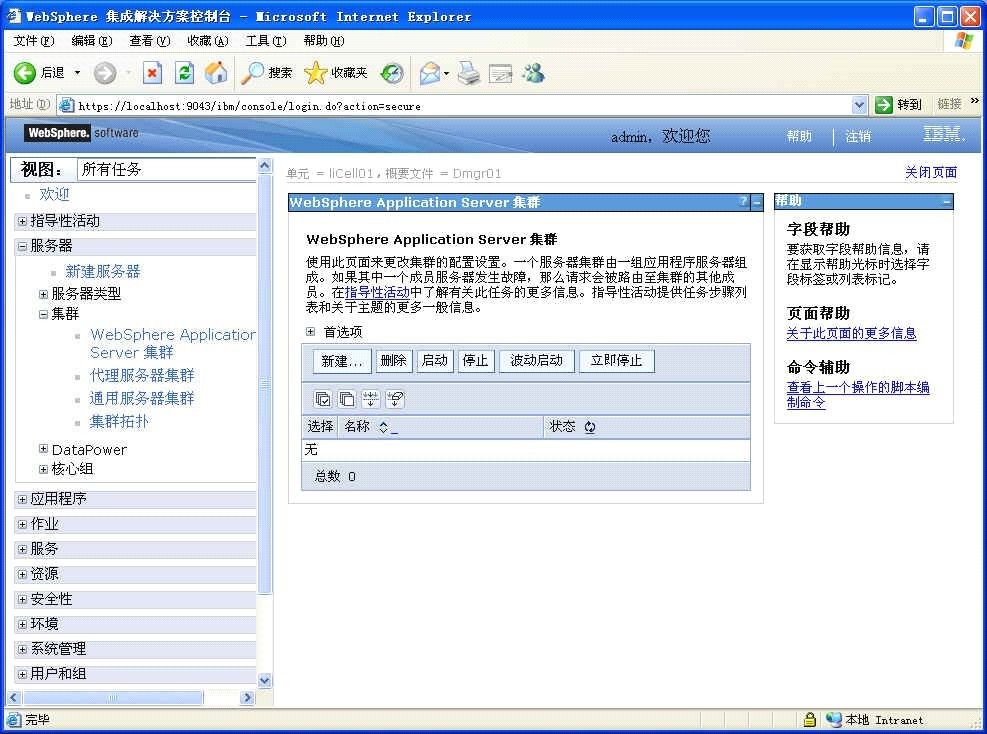 WebSphere 集成解决方案控制台 - Microsoft Internet Explorer
文件(F) 编辑(E) 查看(V) 收藏(A) 工具(T) 帮助(H)
后退 搜索 收藏夹
地址(D) https://localhost:9043/ibm/console/login.do?action=secure 转到 链接 »
WebSphere. software admin，欢迎您 帮助 注销 IBM.
视图： 所有任务
欢迎
指导性活动
服务器
新建服务器
服务器类型
集群
WebSphere Application
Server 集群
代理服务器集群
通用服务器集群
集群拓扑
DataPower
核心组
应用程序
作业
服务
资源
安全性
环境
系统管理
用户和组
单元 = liCell01，概要文件 = Dmgr01 关闭页面
WebSphere Application Server 集群 ? -
WebSphere Application Server 集群
使用此页面来更改集群的配置设置。一个服务器集群由一组应用程序服务器组
成。如果其中一个成员服务器发生故障，那么请求会被路由至集群的其他成
员。在指导性活动中了解有关此任务的更多信息。指导性活动提供任务步骤列
表和关于主题的更多一般信息。
首选项
新建... 删除 启动 停止 波动启动 立即停止
选择 名称 状态
无
总数 0
帮助 -
字段帮助
要获取字段帮助信息，请
在显示帮助光标时选择字
段标签或列表标记。
页面帮助
关于此页面的更多信息
命令辅助
查看上一个操作的脚本编
制命令
完毕 本地 Intranet